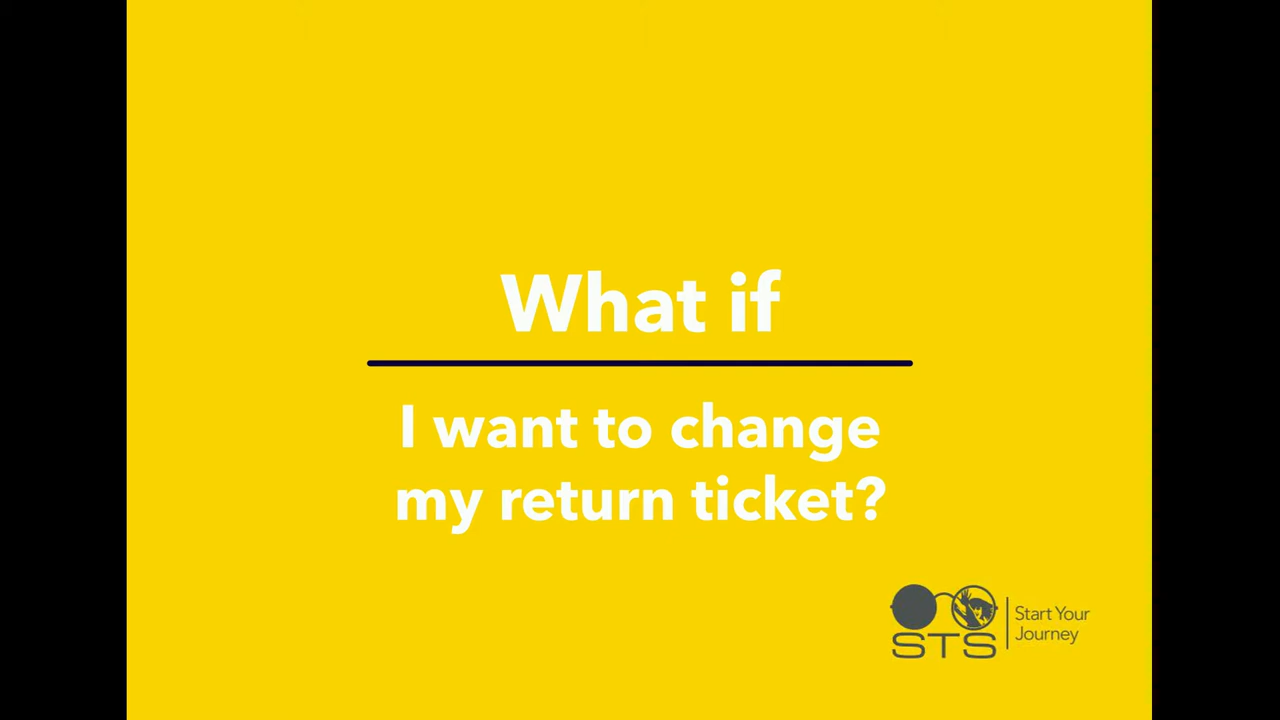 What if
I want to change
my return ticket?
STS
Start Your
Journey